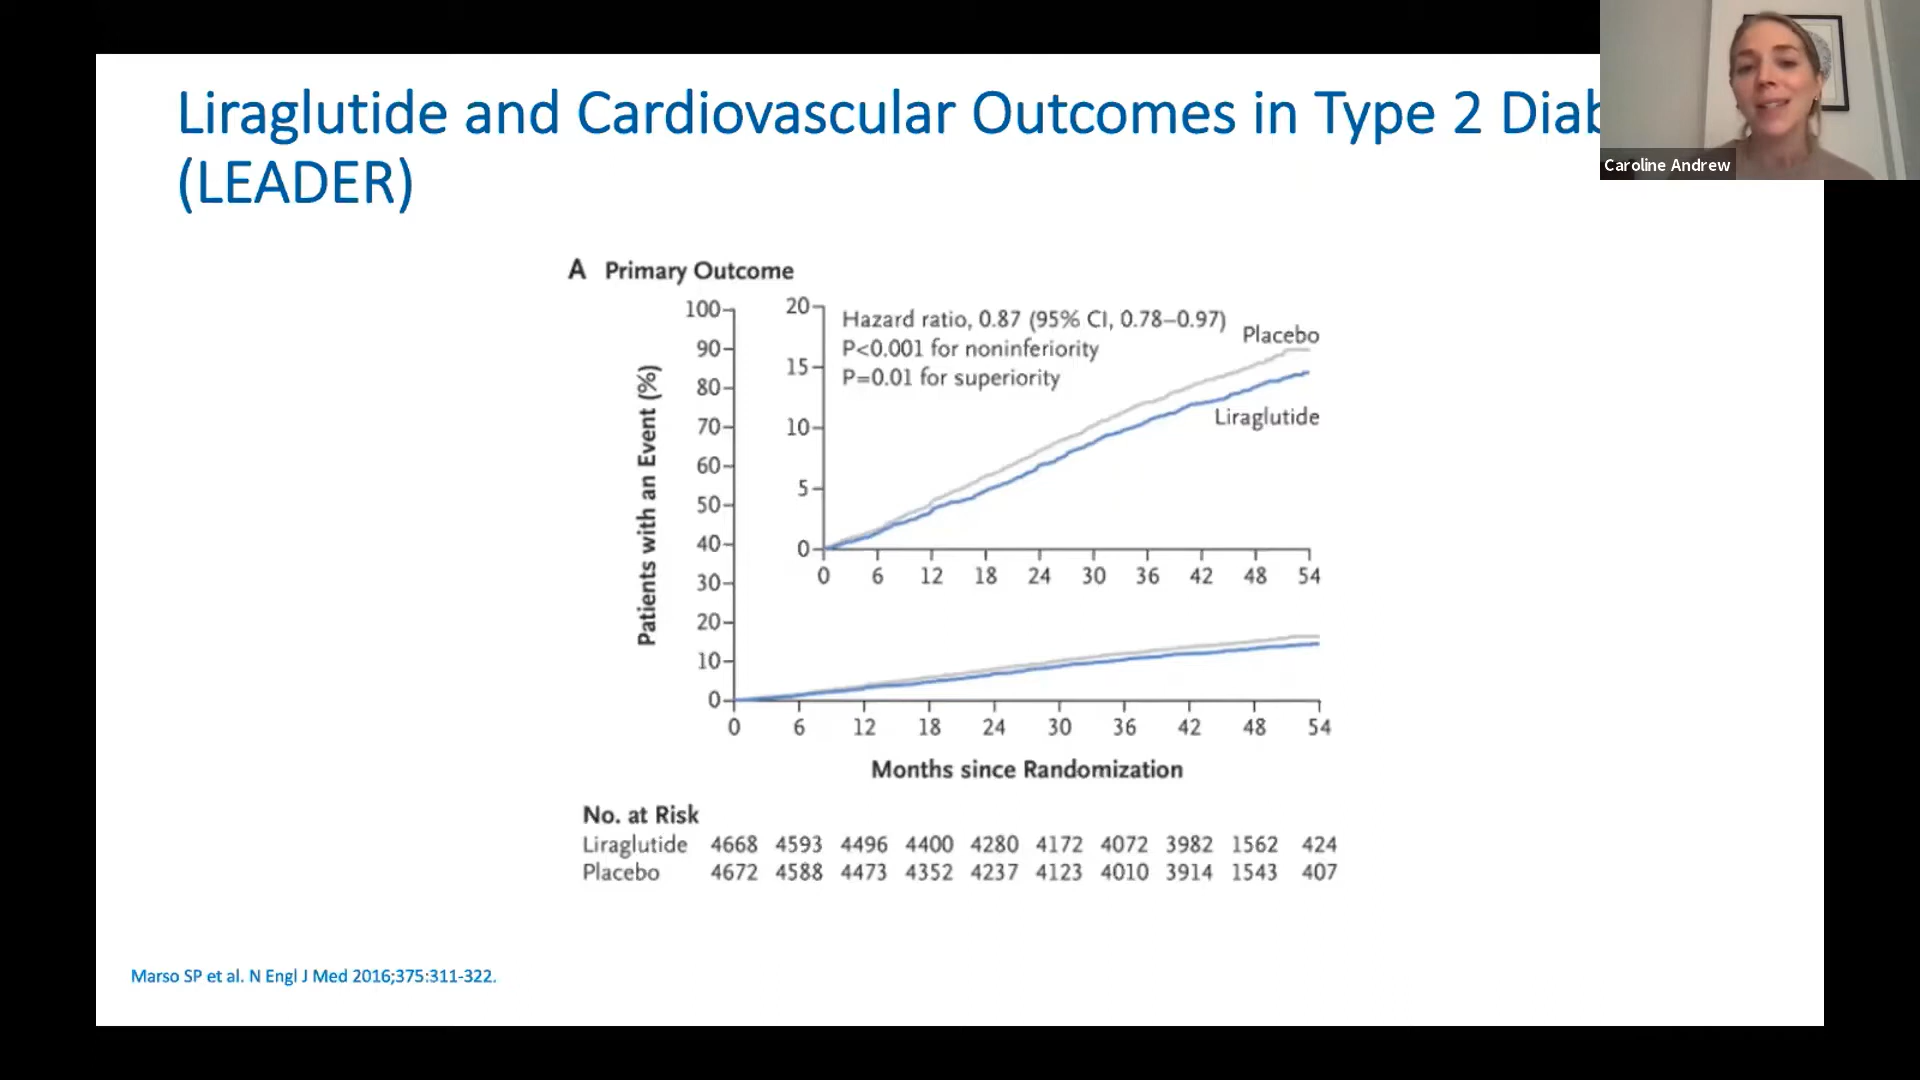 Liraglutide and Cardiovascular Outcomes in Type 2 Diab
(LEADER)
Caroline Andrew
A Primary Outcome
Patients with an Event (%)
100
90
80
70
60
50
40
30
20
10
0
20
15
10
5
0
Hazard ratio, 0.87 (95% CI, 0.78–0.97)
P<0.001 for noninferiority
P=0.01 for superiority
Placebo
Liraglutide
0 6 12 18 24 30 36 42 48 54
0 6 12 18 24 30 36 42 48 54
Months since Randomization
No. at Risk
Liraglutide 4668 4593 4496 4400 4280 4172 4072 3982 1562 424
Placebo 4672 4588 4473 4352 4237 4123 4010 3914 1543 407
Marso SP et al. N Engl J Med 2016;375:311-322.